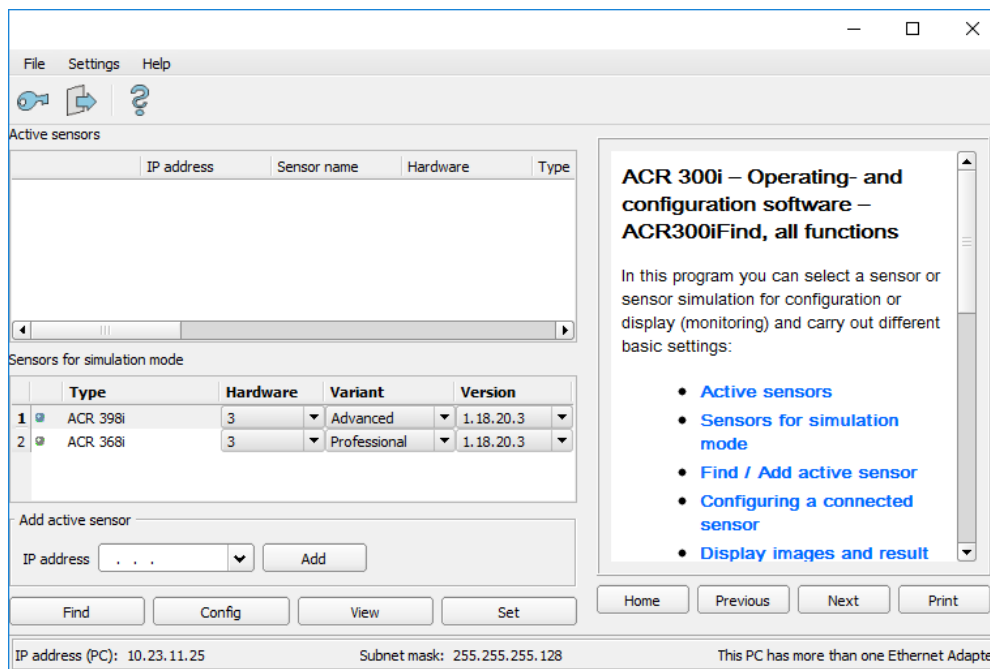 File Settings Help
Active sensors
IP address Sensor name Hardware Type
Sensors for simulation mode
Type Hardware Variant Version
1 ACR 398i 3 Advanced 1.18.20.3
2 ACR 368i 3 Professional 1.18.20.3
Add active sensor
IP address . . . Add
Find Config View Set
ACR 300i – Operating- and
configuration software –
ACR300iFind, all functions
In this program you can select a sensor or
sensor simulation for configuration or
display (monitoring) and carry out different
basic settings:
• Active sensors
• Sensors for simulation
mode
• Find / Add active sensor
• Configuring a connected
sensor
• Display images and result
Home Previous Next Print
IP address (PC): 10.23.11.25 Subnet mask: 255.255.255.128 This PC has more than one Ethernet Adapte